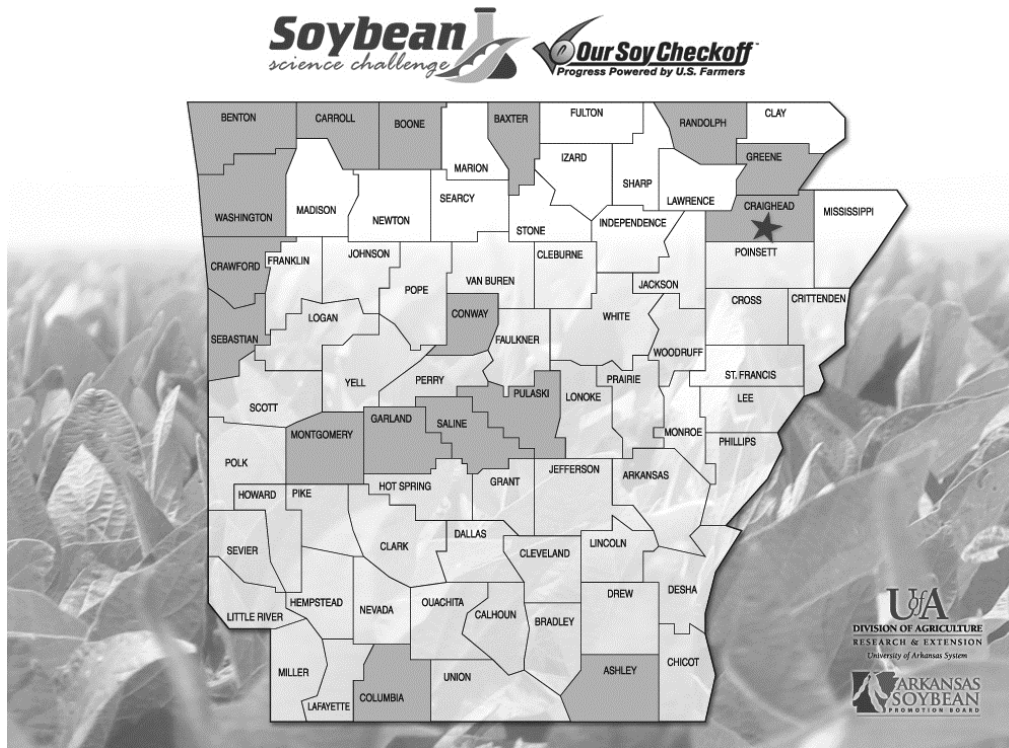 Soybean
science challenge
Our Soy Checkoff™
Progress Powered by U.S. Farmers
BENTON
CARROLL
BOONE
BAXTER
FULTON
RANDOLPH
CLAY
MARION
IZARD
SHARP
GREENE
LAWRENCE
WASHINGTON
MADISON
NEWTON
SEARCY
STONE
INDEPENDENCE
CRAIGHEAD
MISSISSIPPI
CRAWFORD
FRANKLIN
JOHNSON
POPE
VAN BUREN
CLEBURNE
JACKSON
POINSETT
LOGAN
CONWAY
FAULKNER
WHITE
CROSS
CRITTENDEN
SEBASTIAN
WOODRUFF
YELL
PERRY
PULASKI
LONOKE
PRAIRIE
ST. FRANCIS
LEE
SCOTT
MONTGOMERY
GARLAND
SALINE
MONROE
PHILLIPS
POLK
HOT SPRING
GRANT
JEFFERSON
ARKANSAS
HOWARD
PIKE
CLARK
DALLAS
CLEVELAND
LINCOLN
SEVIER
DESHA
LITTLE RIVER
HEMPSTEAD
NEVADA
OUACHITA
CALHOUN
BRADLEY
DREW
MILLER
LAFAYETTE
COLUMBIA
UNION
ASHLEY
CHICOT
UofA
DIVISION OF AGRICULTURE
RESEARCH & EXTENSION
University of Arkansas System
ARKANSAS
SOYBEAN
PROMOTION BOARD